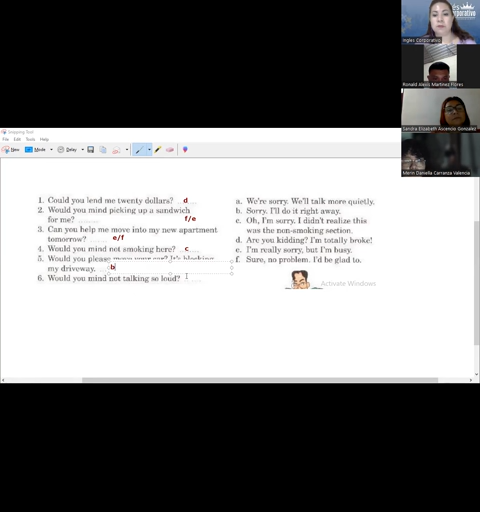 Inglés Corporativo
Ronald Alexis Martinez Flores
Sandra Elizabeth Ascencio Gonzalez
Merin Daniella Carranza Valencia
Snipping Tool
File Edit Tools Help
New Mode Delay
1. Could you lend me twenty dollars? d
2. Would you mind picking up a sandwich
for me? f/e
3. Can you help me move into my new apartment
tomorrow? e/f
4. Would you mind not smoking here? c
5. Would you please move your car? It's blocking
my driveway. b
6. Would you mind not talking so loud?
a. We're sorry. We'll talk more quietly.
b. Sorry. I'll do it right away.
c. Oh, I'm sorry. I didn't realize this
was the non-smoking section.
d. Are you kidding? I'm totally broke!
e. I'm really sorry, but I'm busy.
f. Sure, no problem. I'd be glad to.
Activate Windows